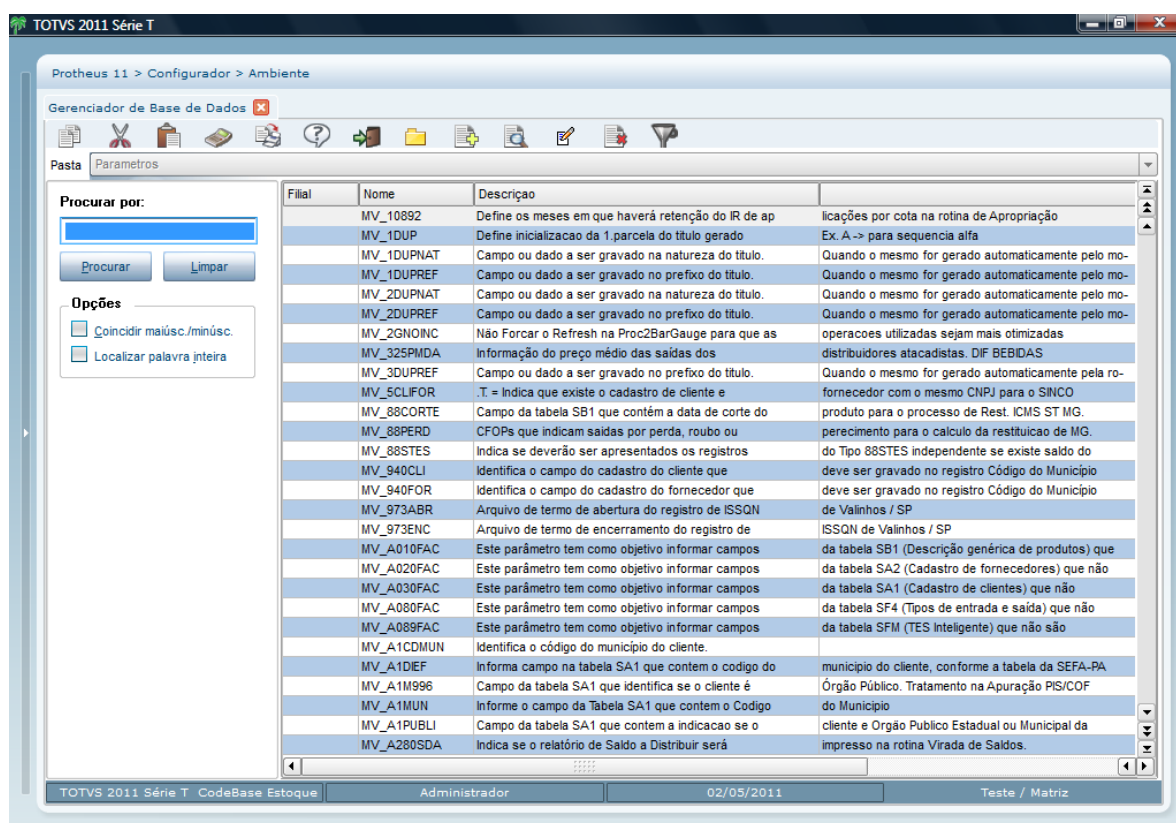 TOTVS 2011 Série T
Protheus 11 > Configurador > Ambiente
Gerenciador de Base de Dados
Pasta Parametros
Procurar por:
Procurar Limpar
Opções
Coincidir maiúsc./minúsc.
Localizar palavra inteira
Filial Nome Descriçao
MV_10892 Define os meses em que haverá retenção do IR de ap licações por cota na rotina de Apropriação
MV_1DUP Define inicializacao da 1.parcela do titulo gerado Ex. A -> para sequencia alfa
MV_1DUPNAT Campo ou dado a ser gravado na natureza do titulo. Quando o mesmo for gerado automaticamente pelo mo-
MV_1DUPREF Campo ou dado a ser gravado no prefixo do titulo. Quando o mesmo for gerado automaticamente pelo mo-
MV_2DUPNAT Campo ou dado a ser gravado na natureza do titulo. Quando o mesmo for gerado automaticamente pelo mo-
MV_2DUPREF Campo ou dado a ser gravado no prefixo do titulo. Quando o mesmo for gerado automaticamente pelo mo-
MV_2GNOINC Não Forcar o Refresh na Proc2BarGauge para que as operacoes utilizadas sejam mais otimizadas
MV_325PMDA Informação do preço médio das saídas dos distribuidores atacadistas. DIF BEBIDAS
MV_3DUPREF Campo ou dado a ser gravado no prefixo do titulo. Quando o mesmo for gerado automaticamente pela ro-
MV_5CLIFOR .T. = Indica que existe o cadastro de cliente e fornecedor com o mesmo CNPJ para o SINCO
MV_88CORTE Campo da tabela SB1 que contém a data de corte do produto para o processo de Rest. ICMS ST MG.
MV_88PERD CFOPs que indicam saidas por perda, roubo ou perecimento para o calculo da restituicao de MG.
MV_88STES Indica se deverão ser apresentados os registros do Tipo 88STES independente se existe saldo do
MV_940CLI Identifica o campo do cadastro do cliente que deve ser gravado no registro Código do Município
MV_940FOR Identifica o campo do cadastro do fornecedor que deve ser gravado no registro Código do Município
MV_973ABR Arquivo de termo de abertura do registro de ISSQN de Valinhos / SP
MV_973ENC Arquivo de termo de encerramento do registro de ISSQN de Valinhos / SP
MV_A010FAC Este parâmetro tem como objetivo informar campos da tabela SB1 (Descrição genérica de produtos) que
MV_A020FAC Este parâmetro tem como objetivo informar campos da tabela SA2 (Cadastro de fornecedores) que não
MV_A030FAC Este parâmetro tem como objetivo informar campos da tabela SA1 (Cadastro de clientes) que não
MV_A080FAC Este parâmetro tem como objetivo informar campos da tabela SF4 (Tipos de entrada e saída) que não
MV_A089FAC Este parâmetro tem como objetivo informar campos da tabela SFM (TES Inteligente) que não são
MV_A1CDMUN Identifica o código do município do cliente.
MV_A1DIEF Informa campo na tabela SA1 que contem o codigo do municipio do cliente, conforme a tabela da SEFA-PA
MV_A1M996 Campo da tabela SA1 que identifica se o cliente é Órgão Público. Tratamento na Apuração PIS/COF
MV_A1MUN Informe o campo da Tabela SA1 que contem o Codigo do Municipio
MV_A1PUBLI Campo da tabela SA1 que contem a indicacao se o cliente e Orgão Publico Estadual ou Municipal da
MV_A280SDA Indica se o relatório de Saldo a Distribuir será impresso na rotina Virada de Saldos.
TOTVS 2011 Série T CodeBase Estoque Administrador 02/05/2011 Teste / Matriz